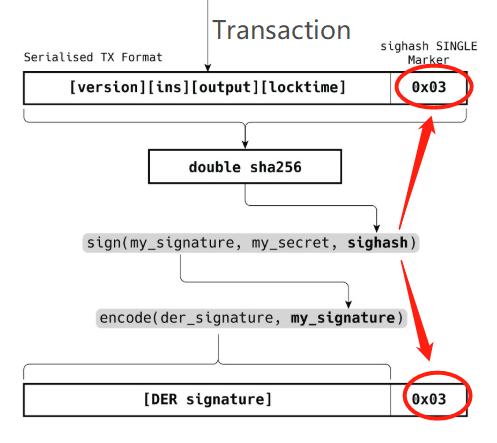 Transaction
Serialised TX Format
sighash SINGLE
Marker
[version][ins][output][locktime]
0x03
double sha256
sign(my_signature, my_secret, sighash)
encode(der_signature, my_signature)
[DER signature]
0x03